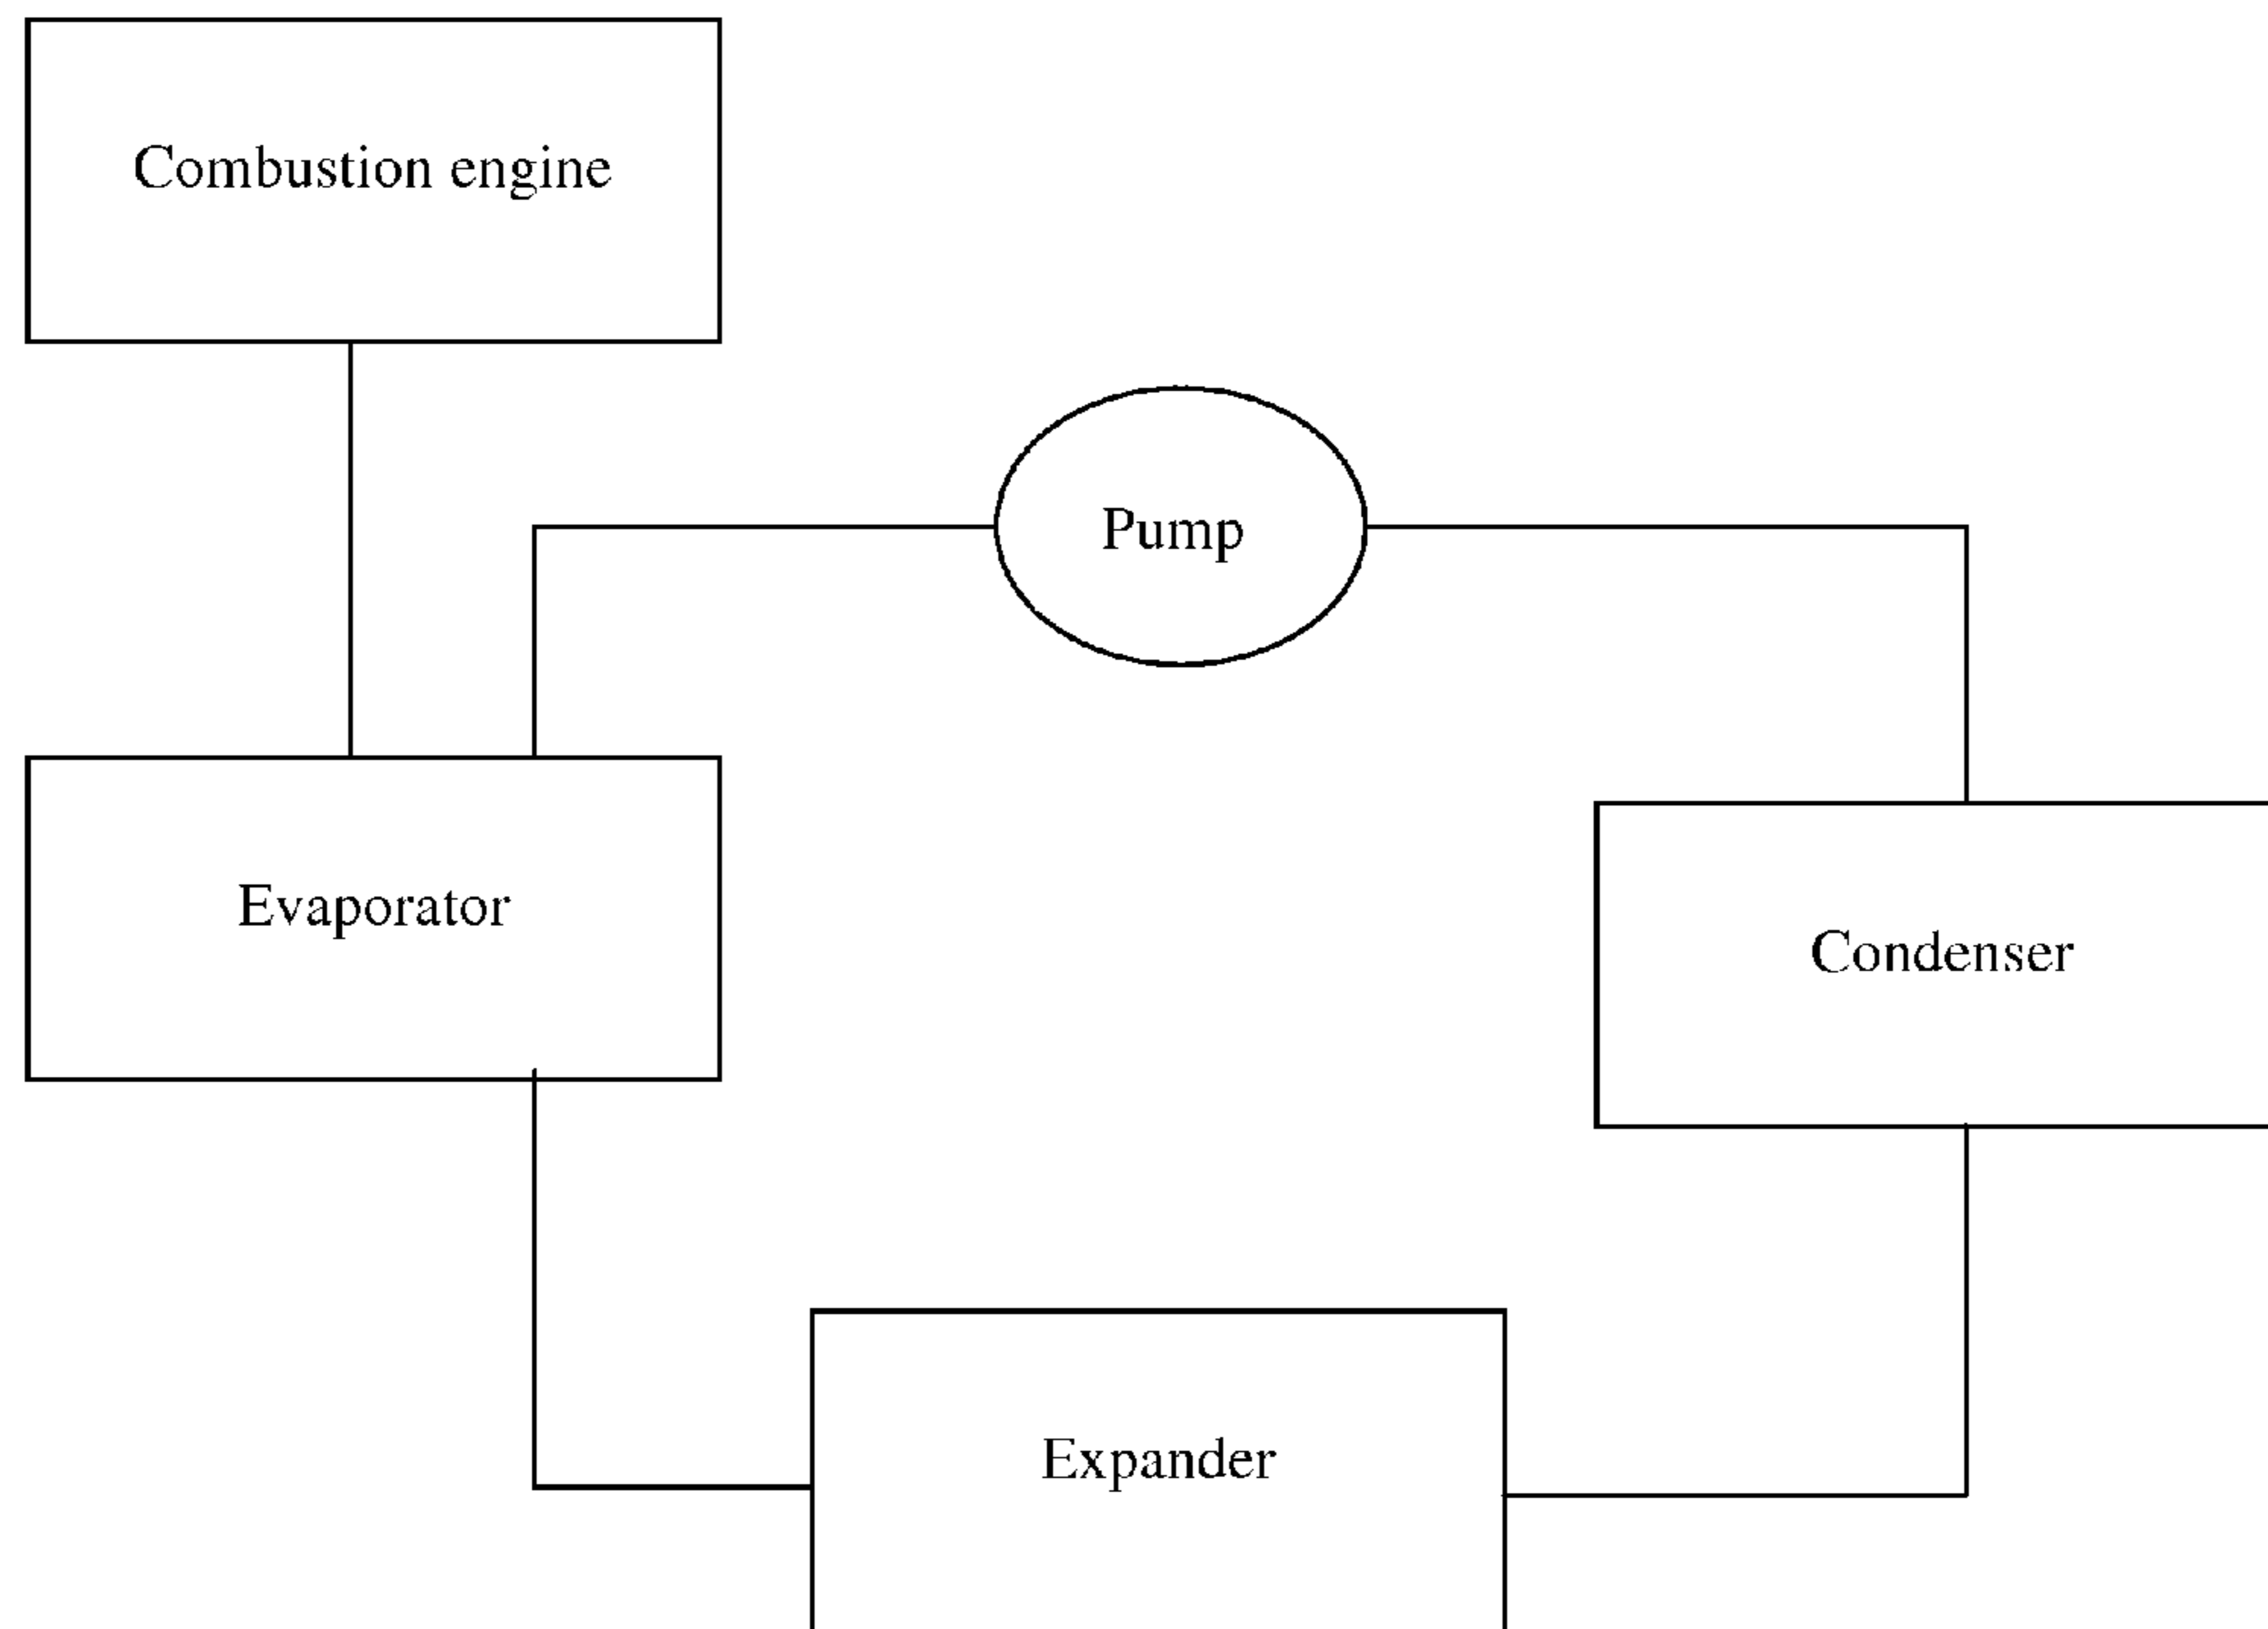 Combustion engine
Pump
Evaporator
Condenser
Expander